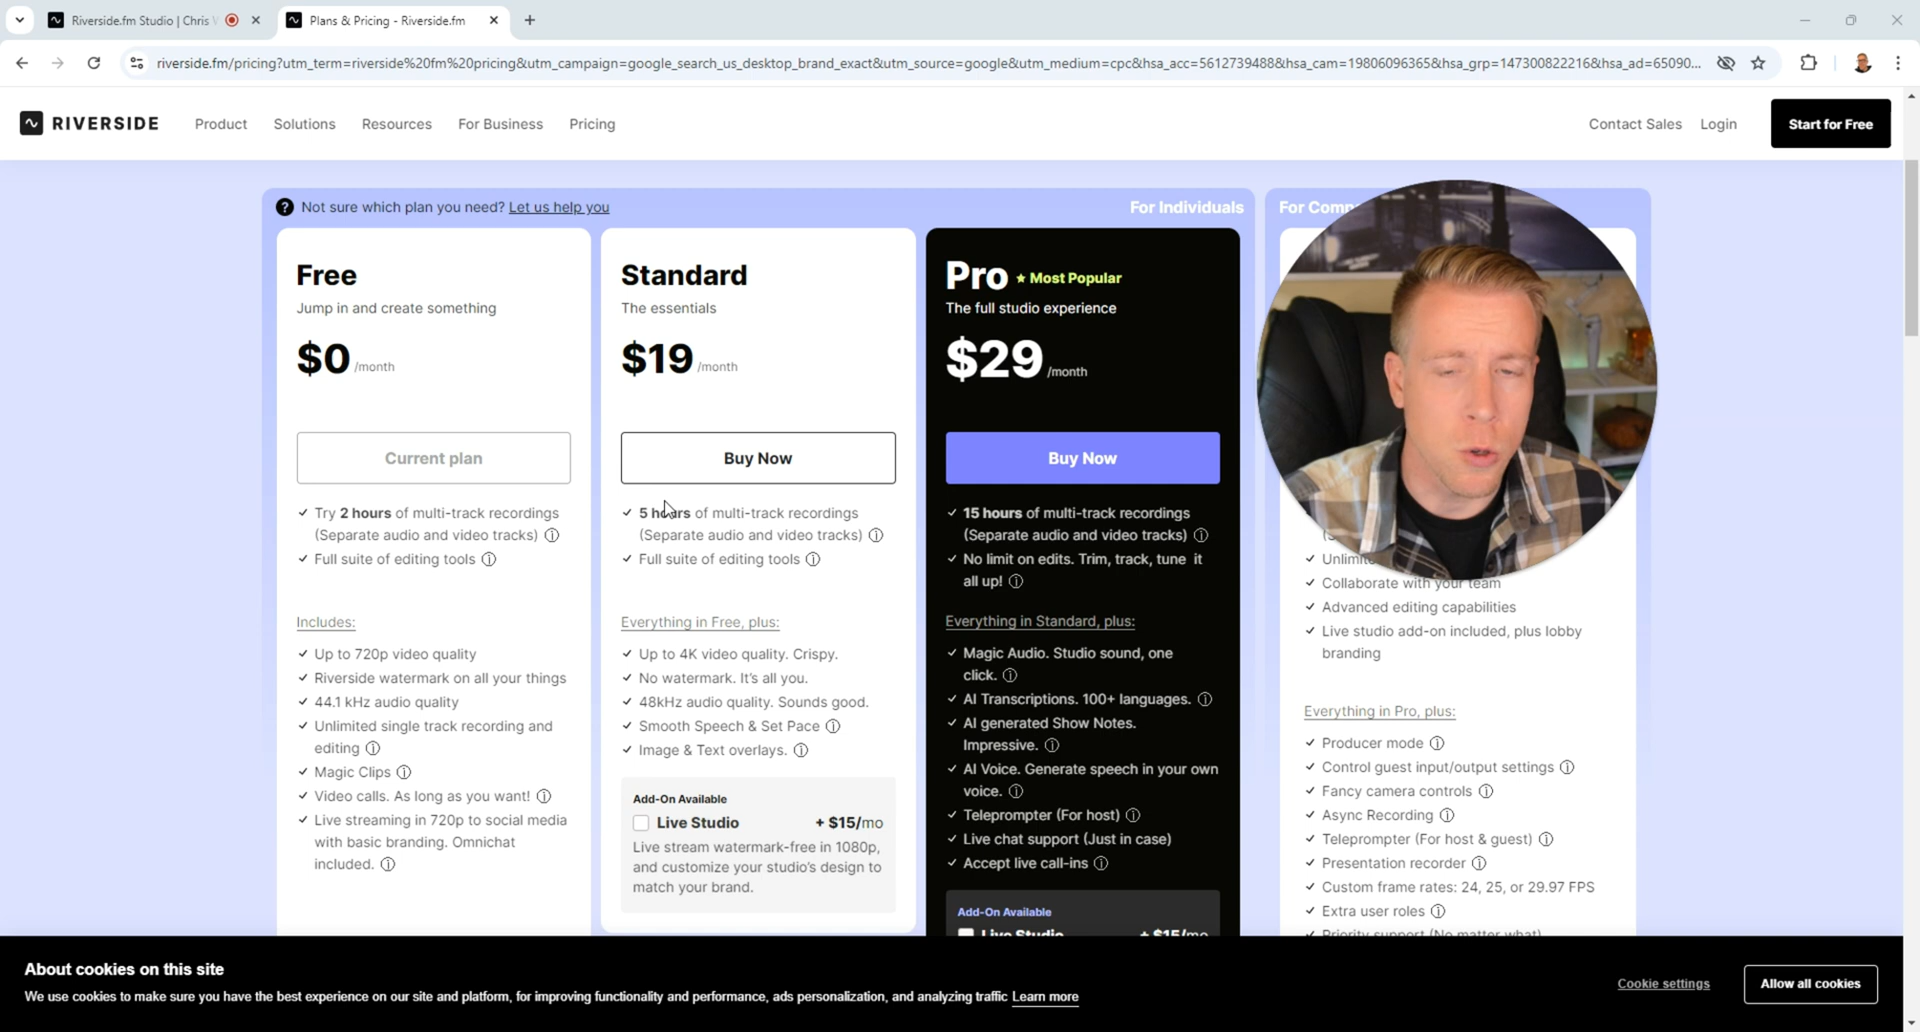 Riverside.fm Studio | Chris
Plans & Pricing - Riverside.fm
riverside.fm/pricing?utm_term=riverside%20fm%20pricing&utm_campaign=google_search_us_desktop_brand_exact&utm_source=google&utm_medium=cpc&hsa_acc=5612739488&hsa_cam=19806096365&hsa_grp=147300822216&hsa_ad=65090...
RIVERSIDE
Product
Solutions
Resources
For Business
Pricing
Contact Sales
Login
Start for Free
Not sure which plan you need? Let us help you
For Individuals
For Comp
Free
Jump in and create something
$0 /month
Current plan
Try 2 hours of multi-track recordings
(Separate audio and video tracks)
Full suite of editing tools
Includes:
Up to 720p video quality
Riverside watermark on all your things
44.1 kHz audio quality
Unlimited single track recording and
editing
Magic Clips
Video calls. As long as you want!
Live streaming in 720p to social media
with basic branding. Omnichat
included.
Standard
The essentials
$19 /month
Buy Now
5 hours of multi-track recordings
(Separate audio and video tracks)
Full suite of editing tools
Everything in Free, plus:
Up to 4K video quality. Crispy.
No watermark. It's all you.
48kHz audio quality. Sounds good.
Smooth Speech & Set Pace
Image & Text overlays.
Add-On Available
Live Studio + $15/mo
Live stream watermark-free in 1080p,
and customize your studio's design to
match your brand.
Pro ★ Most Popular
The full studio experience
$29 /month
Buy Now
15 hours of multi-track recordings
(Separate audio and video tracks)
No limit on edits. Trim, track, tune it
all up!
Everything in Standard, plus:
Magic Audio. Studio sound, one
click.
AI Transcriptions. 100+ languages.
AI generated Show Notes.
Impressive.
AI Voice. Generate speech in your own
voice.
Teleprompter (For host)
Live chat support (Just in case)
Accept live call-ins
Add-On Available
Live Studio + $15/mo
Collaborate with your team
Advanced editing capabilities
Live studio add-on included, plus lobby
branding
Everything in Pro, plus:
Producer mode
Control guest input/output settings
Fancy camera controls
Async Recording
Teleprompter (For host & guest)
Presentation recorder
Custom frame rates: 24, 25, or 29.97 FPS
Extra user roles
Priority support (No matter what)
About cookies on this site
We use cookies to make sure you have the best experience on our site and platform, for improving functionality and performance, ads personalization, and analyzing traffic Learn more
Cookie settings
Allow all cookies